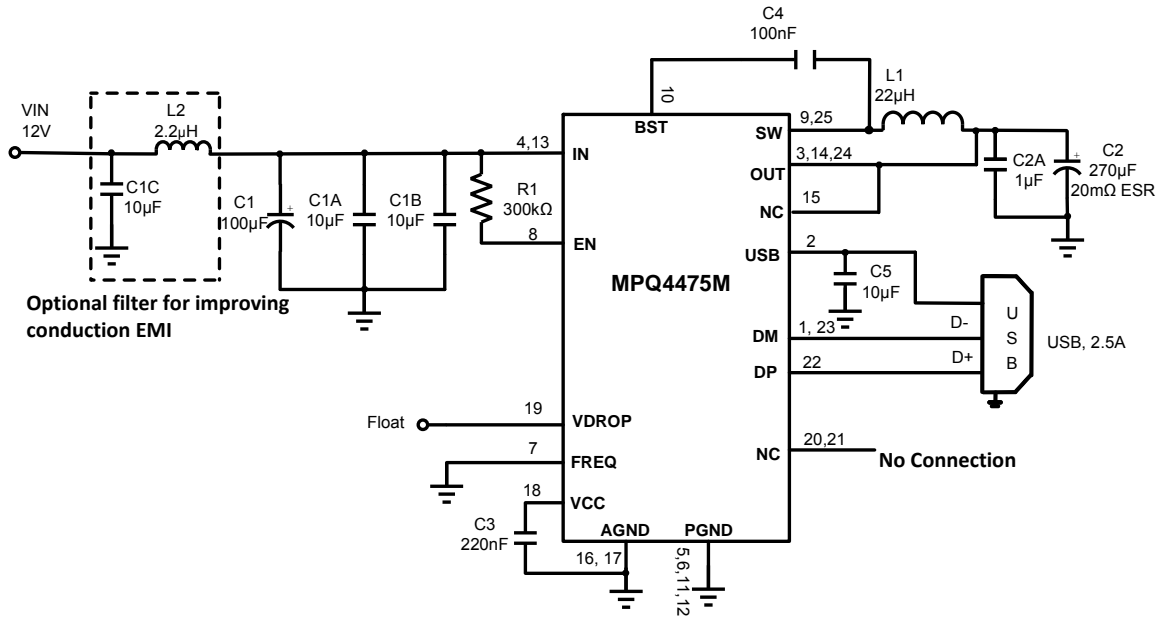 C4
100nF
L1
22µH
10
BST
9,25
SW
3,14,24
OUT
15
NC
C2A
1µF
+
C2
270µF
20mΩ ESR
VIN
12V
L2
2.2µH
C1C
10µF
C1
100µF
+
C1A
10µF
C1B
10µF
R1
300kΩ
4,13
IN
8
EN
Optional filter for improving
conduction EMI
MPQ4475M
2
USB
C5
10µF
1, 23
DM
D-
22
DP
D+
U
S
B
USB, 2.5A
Float
19
VDROP
7
FREQ
18
VCC
C3
220nF
20,21
NC
No Connection
AGND
PGND
16, 17
5,6,11,12